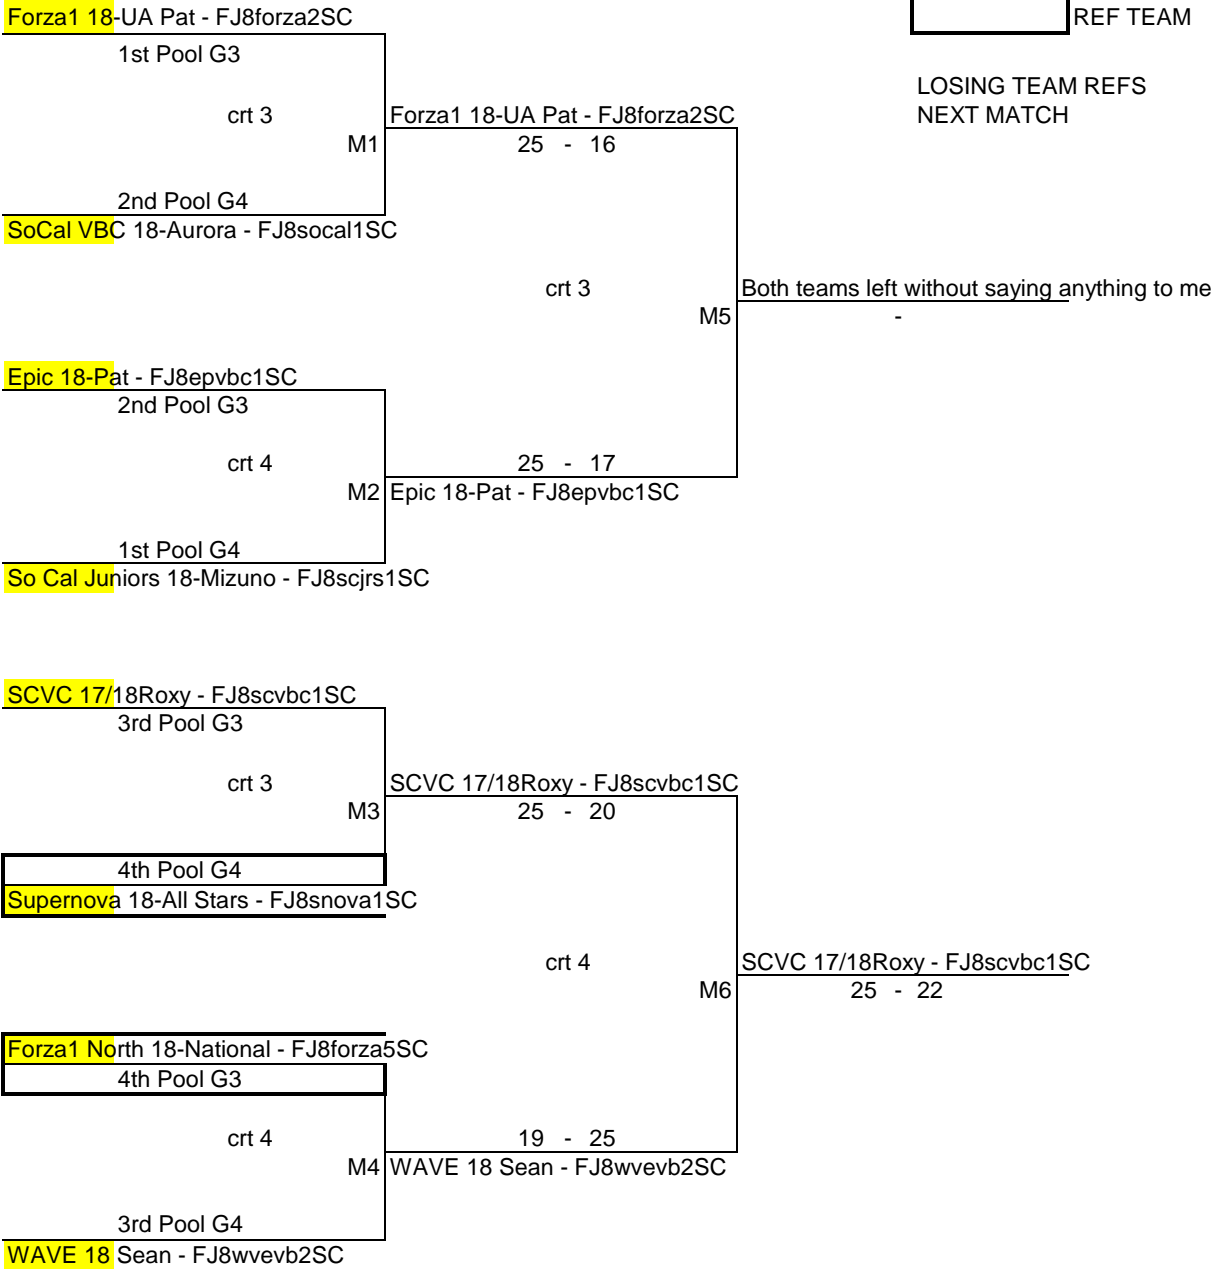 Forza1 18-UA Pat - FJ8forza2SC
REF TEAM
1st Pool G3
LOSING TEAM REFS
NEXT MATCH
crt 3
Forza1 18-UA Pat - FJ8forza2SC
M1
25 - 16
2nd Pool G4
SoCal VBC 18-Aurora - FJ8socal1SC
crt 3
Both teams left without saying anything to me
M5
-
Epic 18-Pat - FJ8epvbc1SC
2nd Pool G3
crt 4
25 - 17
M2
Epic 18-Pat - FJ8epvbc1SC
1st Pool G4
So Cal Juniors 18-Mizuno - FJ8scjrs1SC
SCVC 17/18Roxy - FJ8scvbc1SC
3rd Pool G3
crt 3
SCVC 17/18Roxy - FJ8scvbc1SC
M3
25 - 20
4th Pool G4
Supernova 18-All Stars - FJ8snova1SC
crt 4
SCVC 17/18Roxy - FJ8scvbc1SC
M6
25 - 22
Forza1 North 18-National - FJ8forza5SC
4th Pool G3
crt 4
19 - 25
M4
WAVE 18 Sean - FJ8wvevb2SC
3rd Pool G4
WAVE 18 Sean - FJ8wvevb2SC